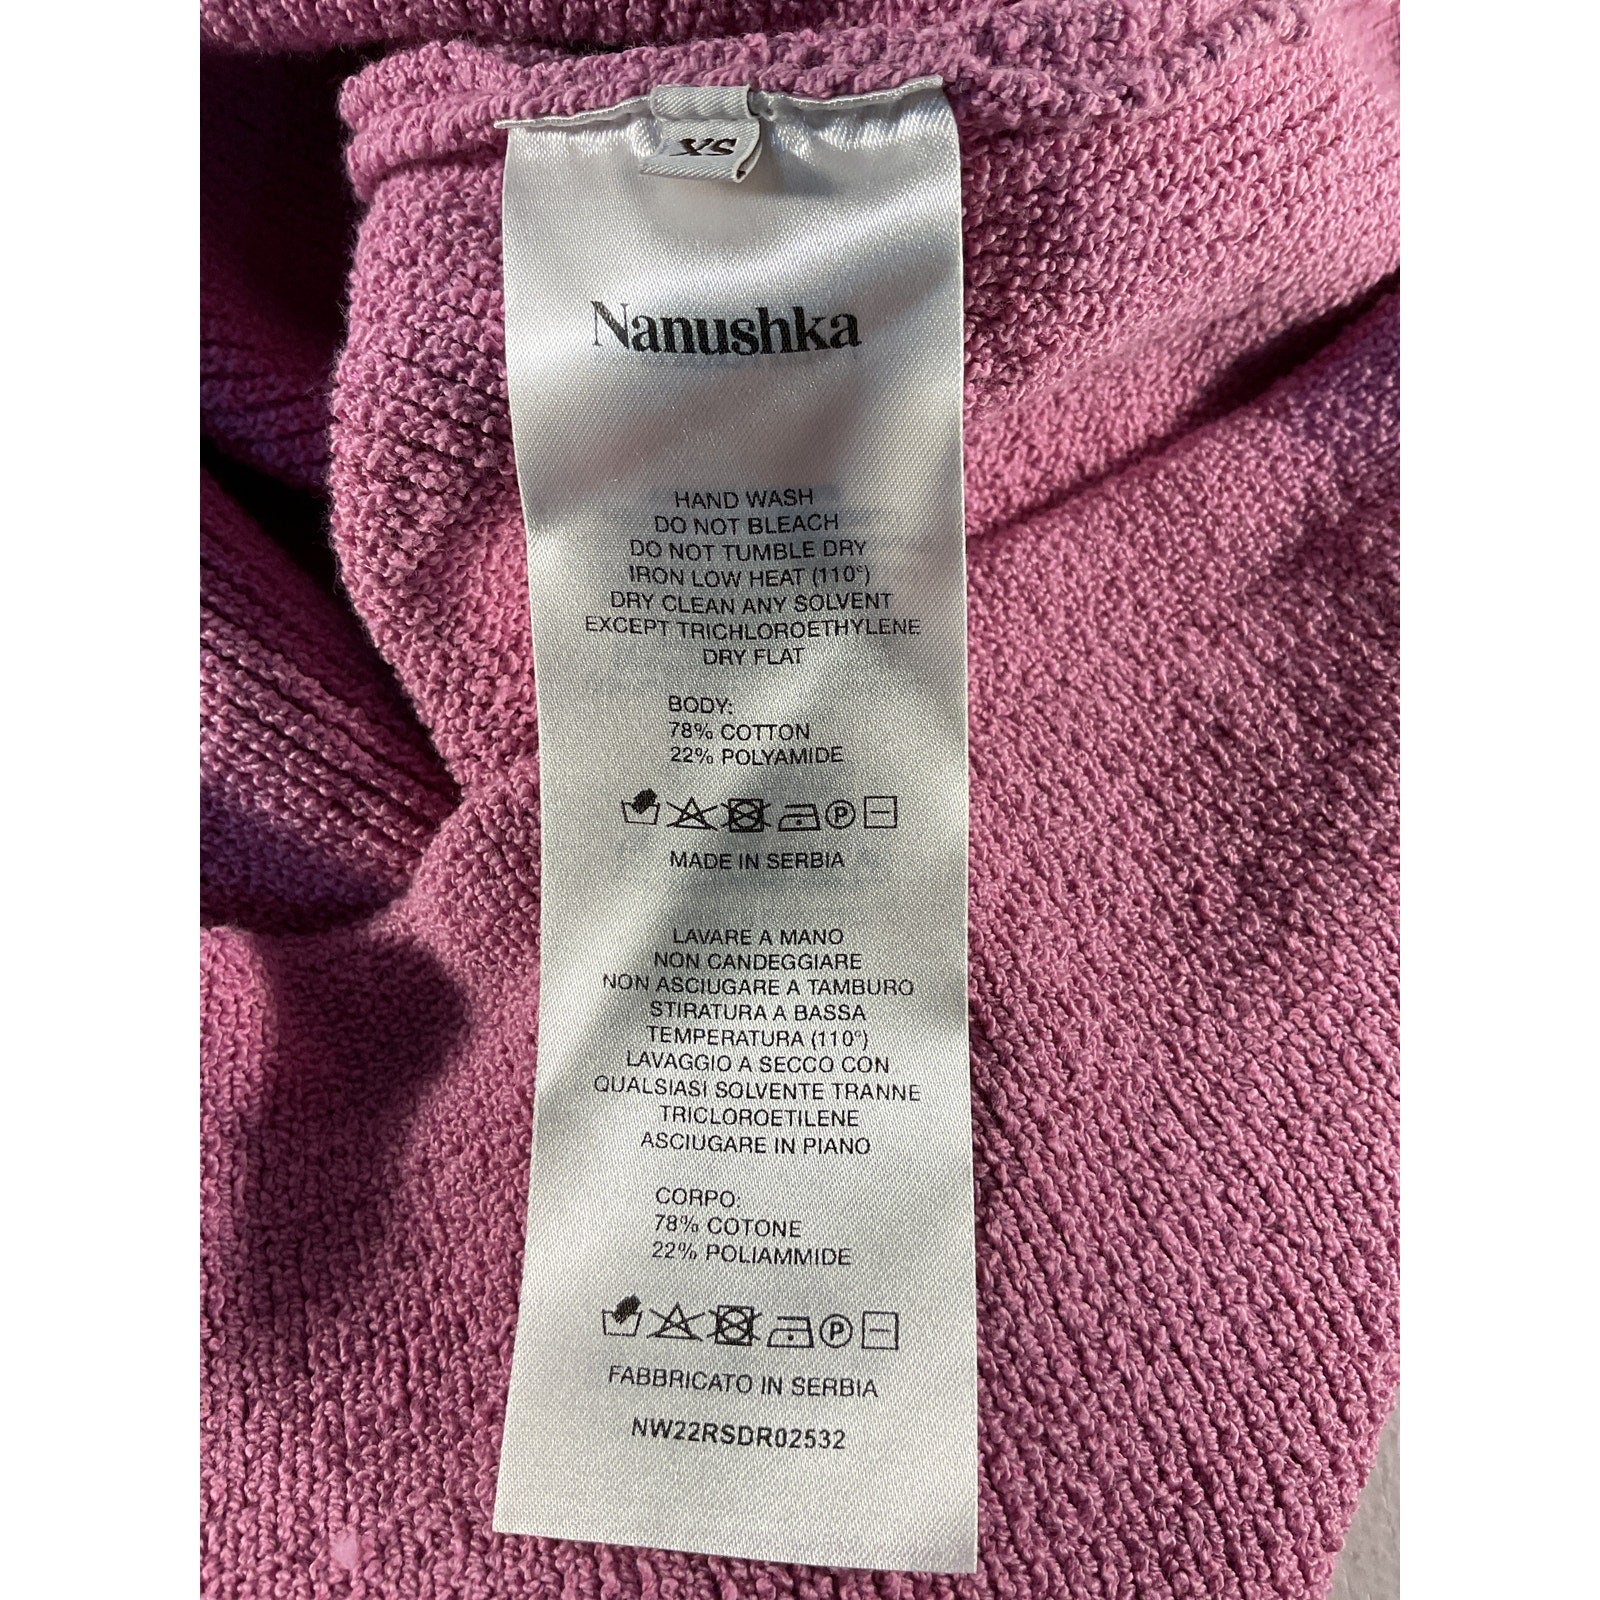 XS
Nanushka
HAND WASH
DO NOT BLEACH
DO NOT TUMBLE DRY
IRON LOW HEAT (110°)
DRY CLEAN ANY SOLVENT
EXCEPT TRICHLOROETHYLENE
DRY FLAT
BODY:
78% COTTON
22% POLYAMIDE
P
MADE IN SERBIA
LAVARE A MANO
NON CANDEGGIARE
NON ASCIUGARE A TAMBURO
STIRATURA A BASSA
TEMPERATURA (110°)
LAVAGGIO A SECCO CON
QUALSIASI SOLVENTE TRANNE
TRICLOROETILENE
ASCIUGARE IN PIANO
CORPO:
78% COTONE
22% POLIAMMIDE
P
FABBRICATO IN SERBIA
NW22RSDR02532